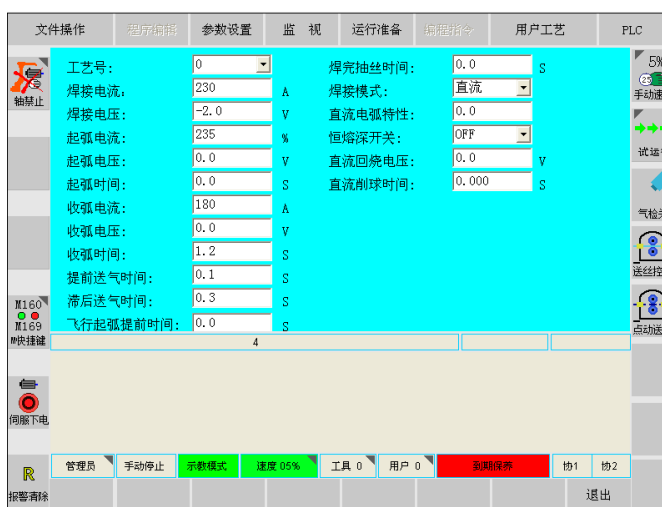 文件操作 程序编辑 参数设置 监 视 运行准备 编程指令 用户工艺 PLC
轴禁止
工艺号: 0
焊接电流: 230 A
焊接电压: -2.0 V
起弧电流: 235 %
起弧电压: 0.0 V
起弧时间: 0.0 S
收弧电流: 180 A
收弧电压: 0.0 V
收弧时间: 1.2 S
提前送气时间: 0.1 S
滞后送气时间: 0.3 S
飞行起弧提前时间: 0.0 S
焊完抽丝时间: 0.0 S
焊接模式: 直流
直流电弧特性: 0.0
恒熔深开关: OFF
直流回烧电压: 0.0 V
直流削球时间: 0.000 S
5%
手动速
试运
气检
送丝控
点动送
M160
M169
M快捷键
4
伺服下电
管理员 手动停止 示教模式 速度 05% 工具 0 用户 0 到期保养 协1 协2
R
报警清除
退出